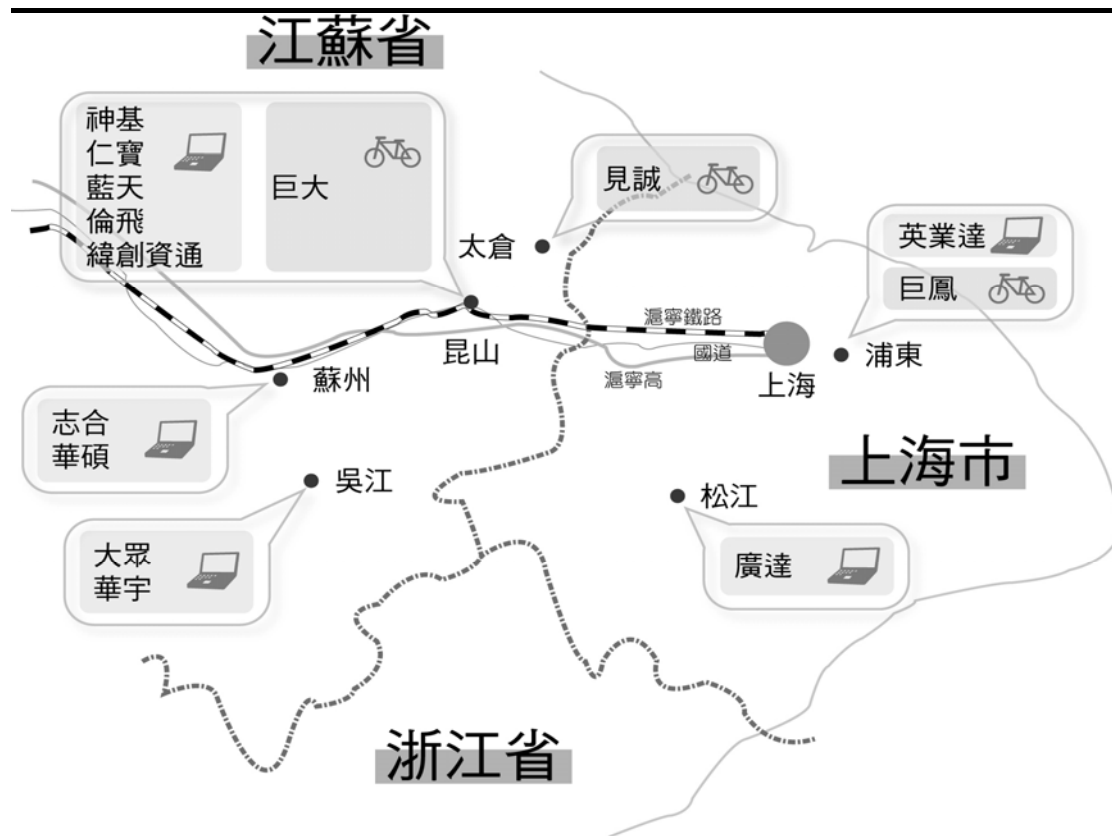 江蘇省
神基
仁寶
藍天
倫飛
緯創資通
巨大
見誠
太倉
英業達
巨鳳
滬寧鐵路
昆山
國道
浦東
滬寧高
上海
蘇州
志合
華碩
上海市
吳江
松江
大眾
華宇
廣達
浙江省